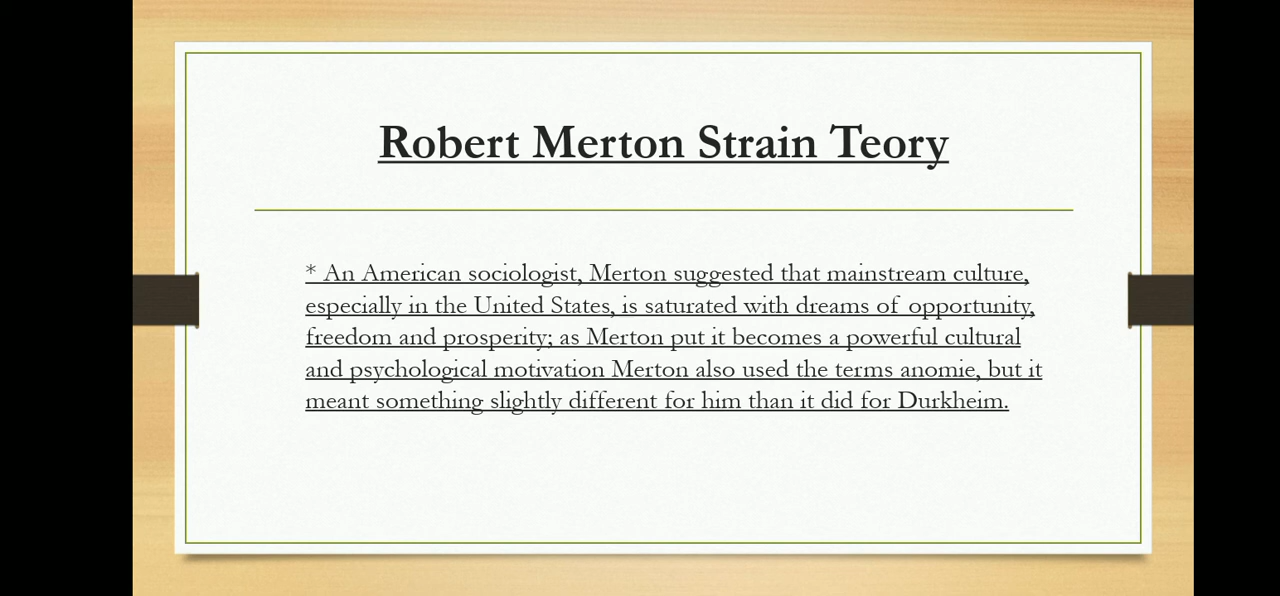 Robert Merton Strain Teory
* An American sociologist, Merton suggested that mainstream culture,
especially in the United States, is saturated with dreams of opportunity,
freedom and prosperity; as Merton put it becomes a powerful cultural
and psychological motivation Merton also used the terms anomie, but it
meant something slightly different for him than it did for Durkheim.